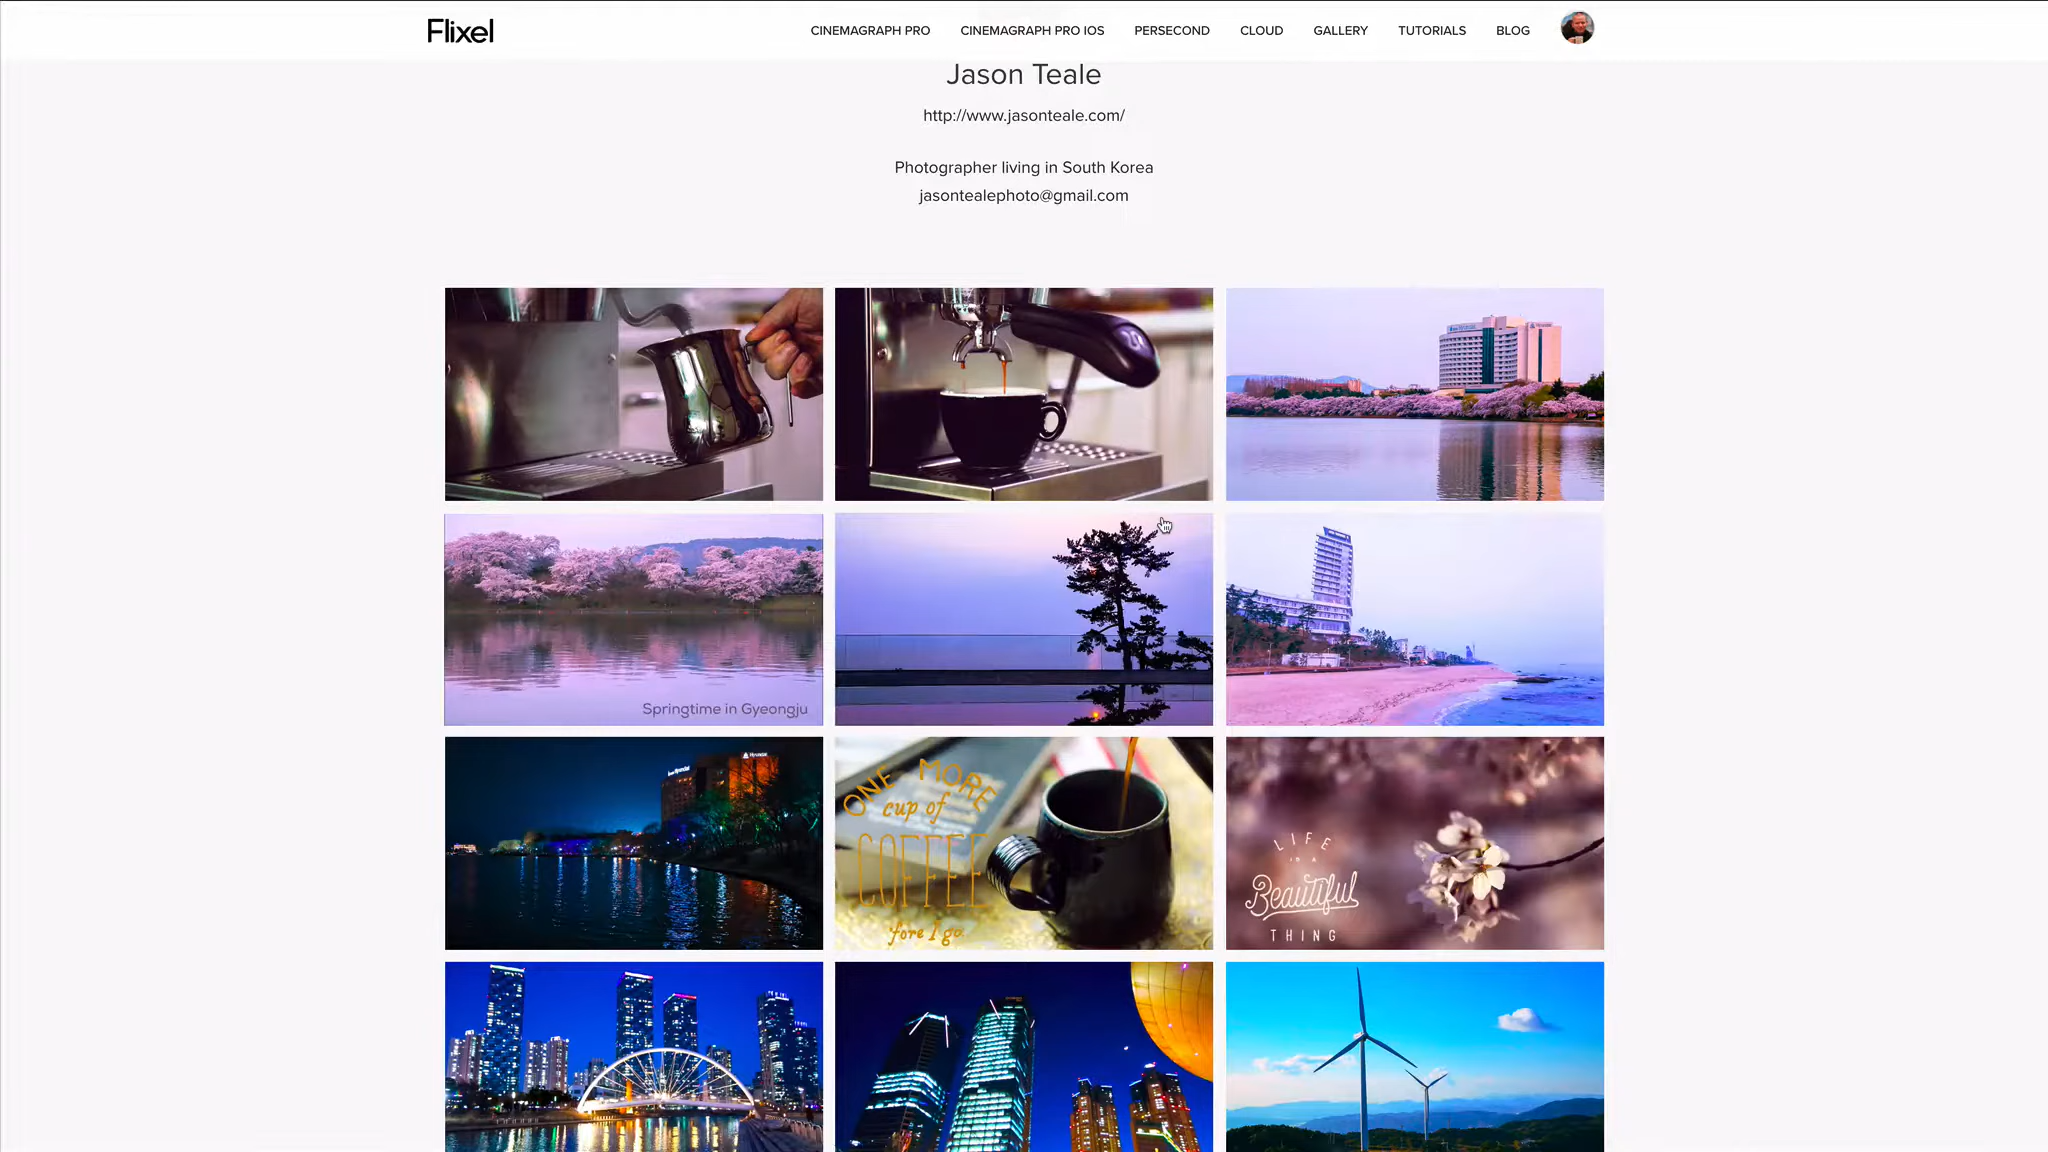 Flixel
CINEMAGRAPH PRO
CINEMAGRAPH PRO IOS
PERSECOND
CLOUD
GALLERY
TUTORIALS
BLOG
Jason Teale
http://www.jasonteale.com/
Photographer living in South Korea
jasontealephoto@gmail.com
Springtime in Gyeongju
ONE MORE
cup of
COFFEE
'fore I go
LIFE
IS A
Beautiful
THING